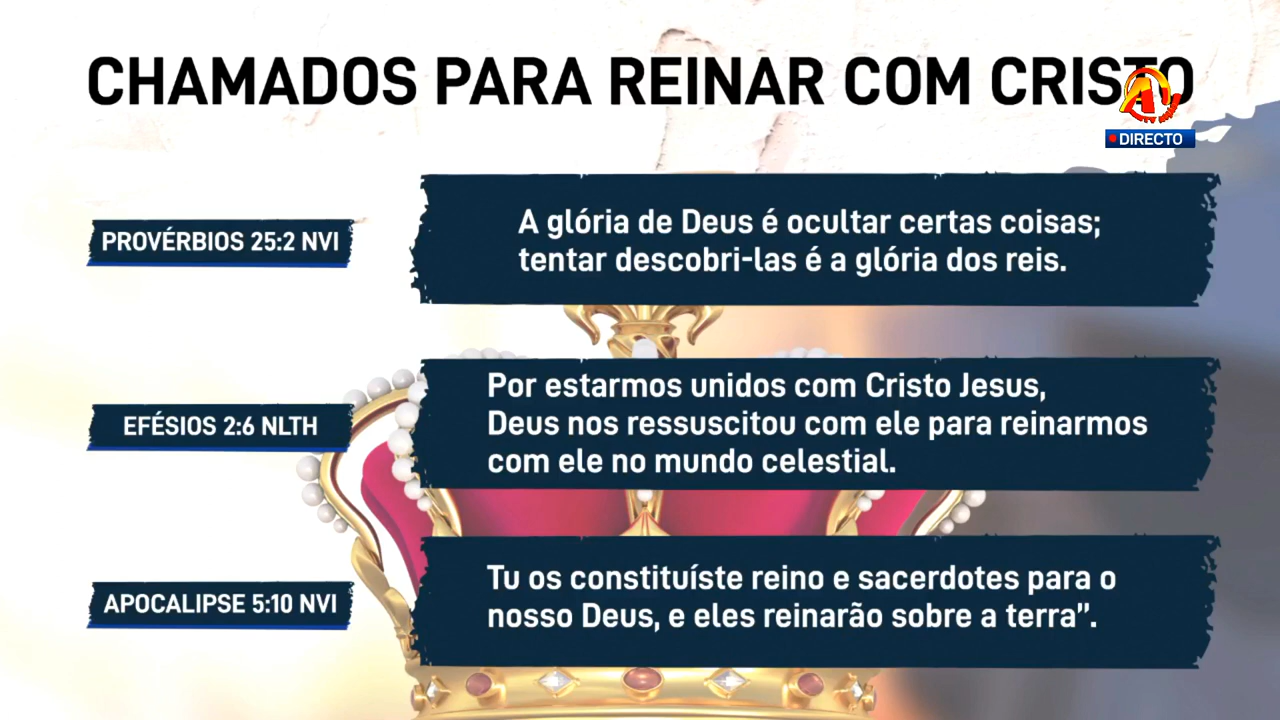 CHAMADOS PARA REINAR COM CRISTO
DIRECTO
PROVÉRBIOS 25:2 NVI
A glória de Deus é ocultar certas coisas;
tentar descobri-las é a glória dos reis.
EFÉSIOS 2:6 NLTH
Por estarmos unidos com Cristo Jesus,
Deus nos ressuscitou com ele para reinarmos
com ele no mundo celestial.
APOCALIPSE 5:10 NVI
Tu os constituíste reino e sacerdotes para o
nosso Deus, e eles reinarão sobre a terra”.